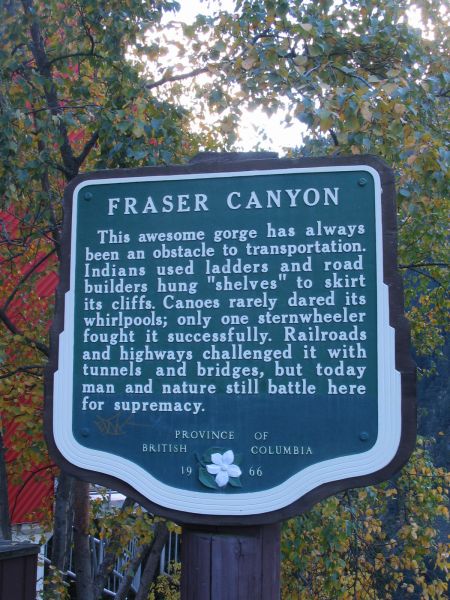 FRASER CANYON
This awesome gorge has always
been an obstacle to transportation.
Indians used ladders and road
builders hung "shelves" to skirt
its cliffs. Canoes rarely dared its
whirlpools; only one sternwheeler
fought it successfully. Railroads
and highways challenged it with
tunnels and bridges, but today
man and nature still battle here
for supremacy.
PROVINCE OF
BRITISH COLUMBIA
19 66